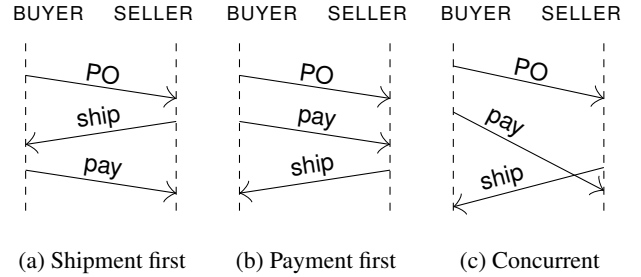 BUYER SELLER BUYER SELLER BUYER SELLER
PO PO PO
ship pay pay
pay ship ship
(a) Shipment first (b) Payment first (c) Concurrent